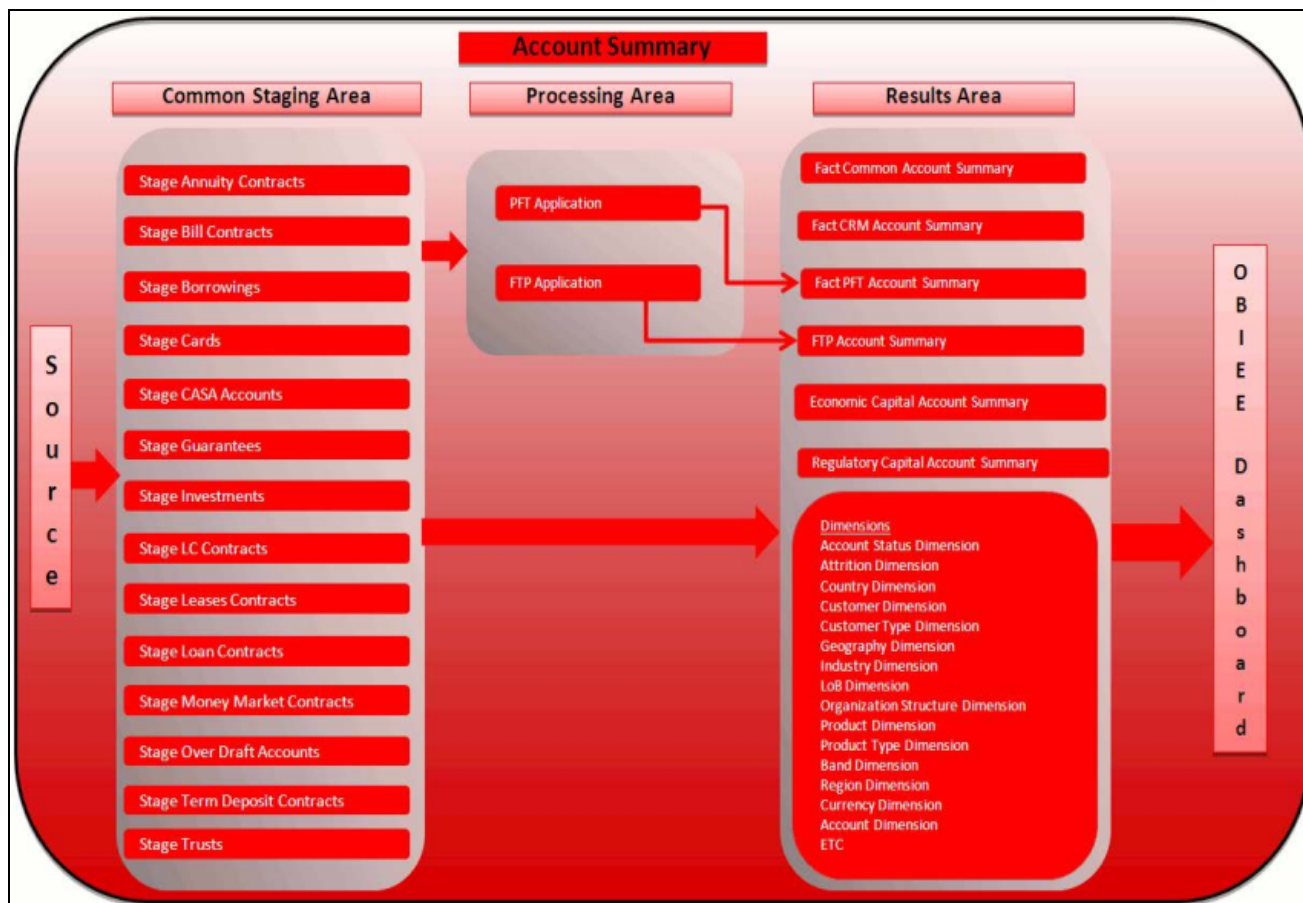 Account Summary
Common Staging Area
Processing Area
Results Area
Source
Stage Annuity Contracts
Stage Bill Contracts
Stage Borrowings
Stage Cards
Stage CASA Accounts
Stage Guarantees
Stage Investments
Stage LC Contracts
Stage Leases Contracts
Stage Loan Contracts
Stage Money Market Contracts
Stage Over Draft Accounts
Stage Term Deposit Contracts
Stage Trusts
PFT Application
FTP Application
Fact Common Account Summary
Fact CRM Account Summary
Fact PFT Account Summary
FTP Account Summary
Economic Capital Account Summary
Regulatory Capital Account Summary
Dimensions
Account Status Dimension
Attrition Dimension
Country Dimension
Customer Dimension
Customer Type Dimension
Geography Dimension
Industry Dimension
LoB Dimension
Organization Structure Dimension
Product Dimension
Product Type Dimension
Band Dimension
Region Dimension
Currency Dimension
Account Dimension
ETC
OBIEE Dashboard